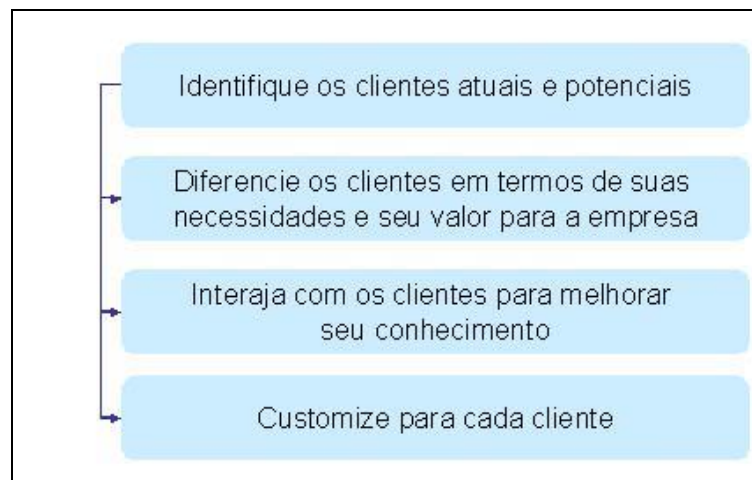 Identifique os clientes atuais e potenciais
Diferencie os clientes em termos de suas
necessidades e seu valor para a empresa
Interaja com os clientes para melhorar
seu conhecimento
Customize para cada cliente